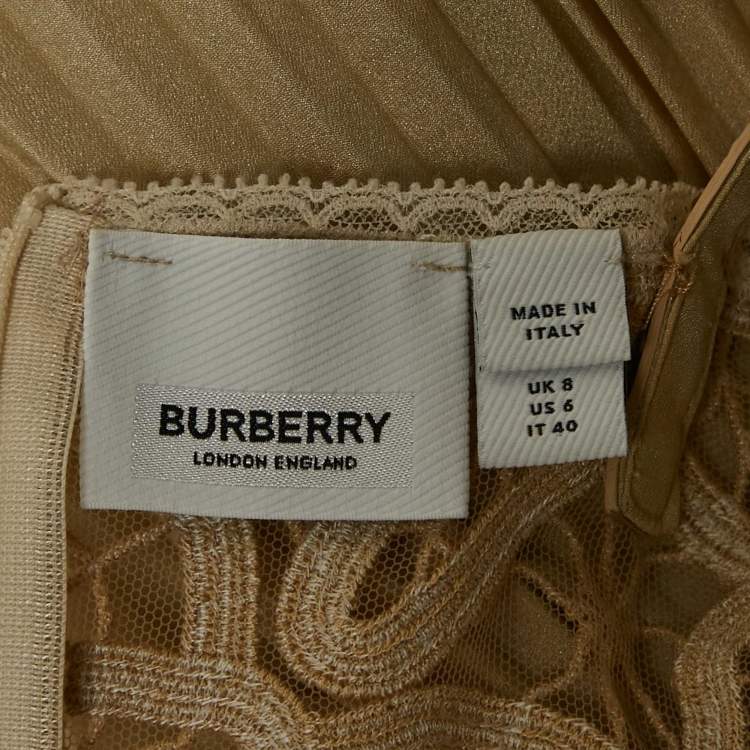 BURBERRY
LONDON ENGLAND
MADE IN
ITALY
UK 8
US 6
IT 40